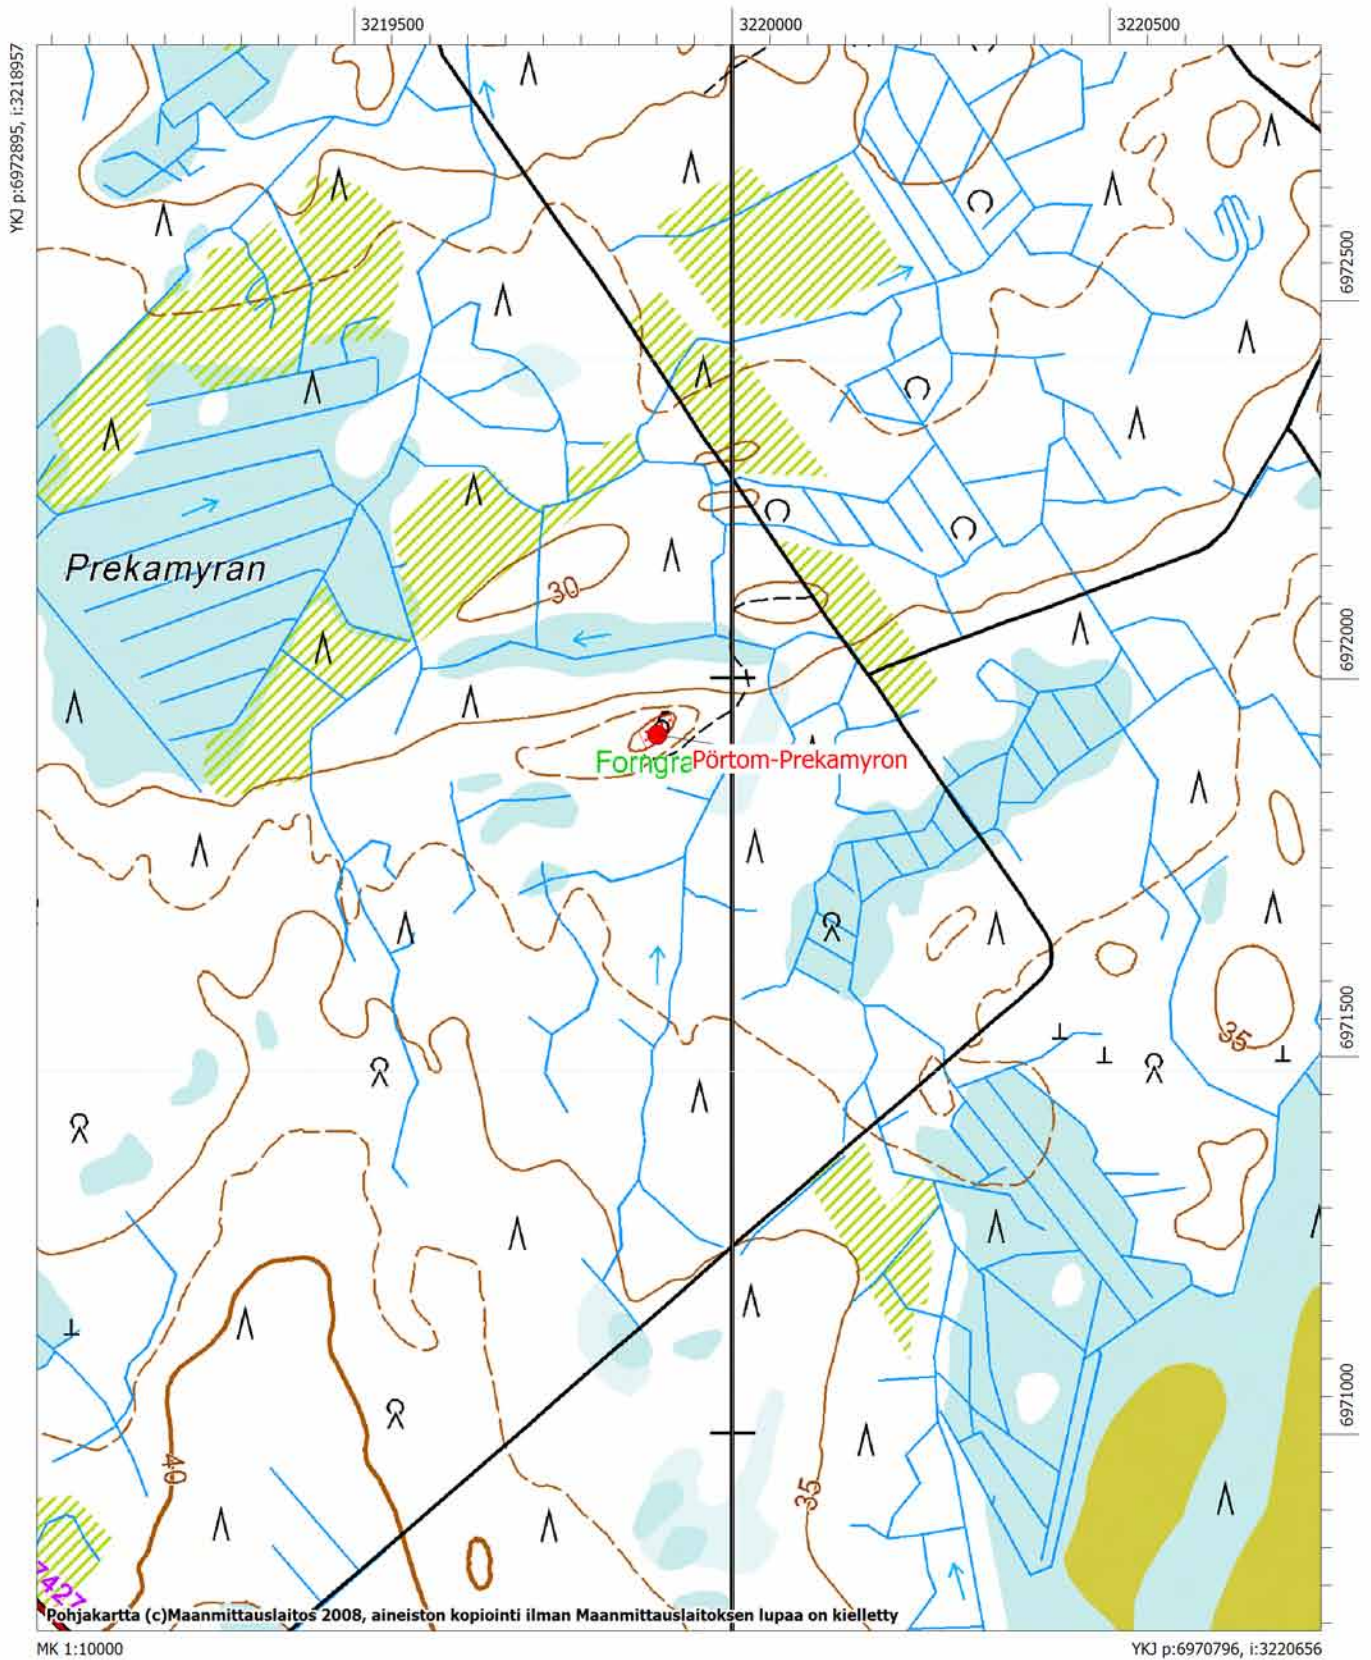 3219500
3220000
3220500
YKJ p:6972895, i:3218957
6972500
Prekamyran
30
6972000
Forngra
Pörtom-Prekamyron
6971500
35
6971000
40
35
7427
Pohjakartta (c)Maanmittauslaitos 2008, aineiston kopiointi ilman Maanmittauslaitoksen lupaa on kielletty
MK 1:10000
YKJ p:6970796, i:3220656